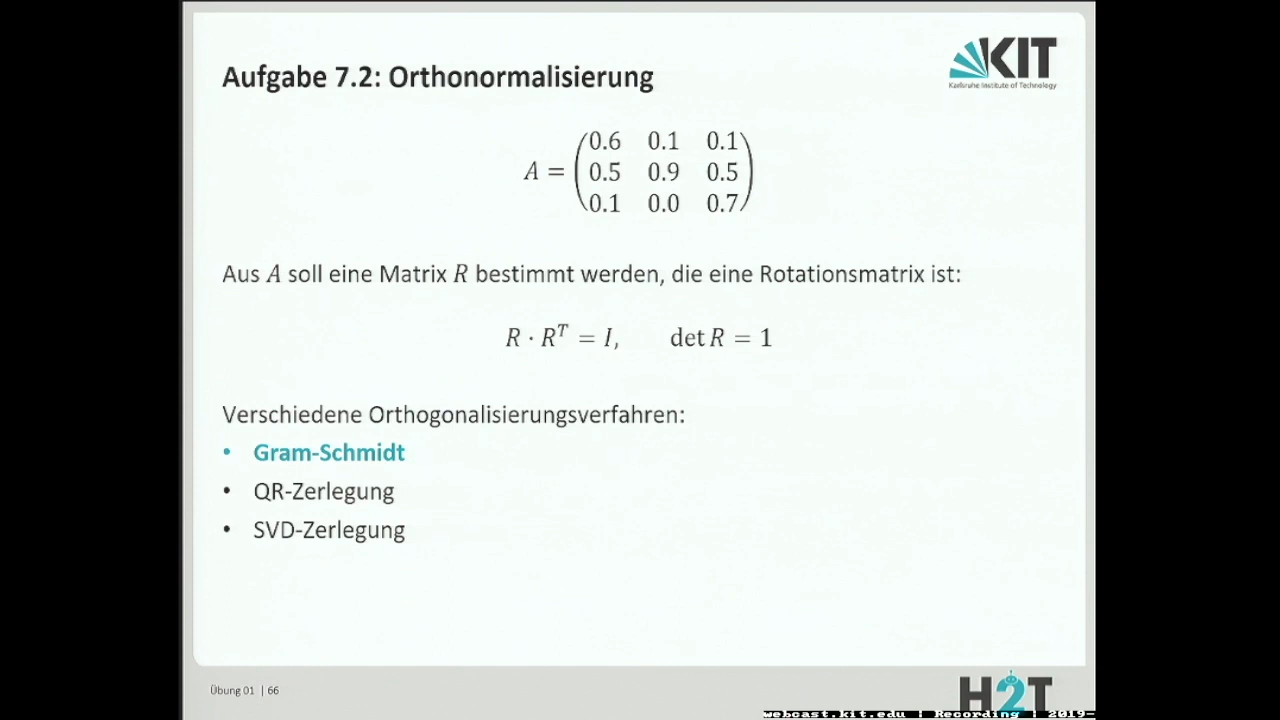 Aufgabe 7.2: Orthonormalisierung
KIT
Karlsruhe Institute of Technology
A = (0.6 0.1 0.1
0.5 0.9 0.5
0.1 0.0 0.7)
Aus A soll eine Matrix R bestimmt werden, die eine Rotationsmatrix ist:
R · Rᵀ = I, det R = 1
Verschiedene Orthogonalisierungsverfahren:
• Gram-Schmidt
• QR-Zerlegung
• SVD-Zerlegung
Übung 01 | 66
H2T
webcast.kit.edu | Recording | 2019-